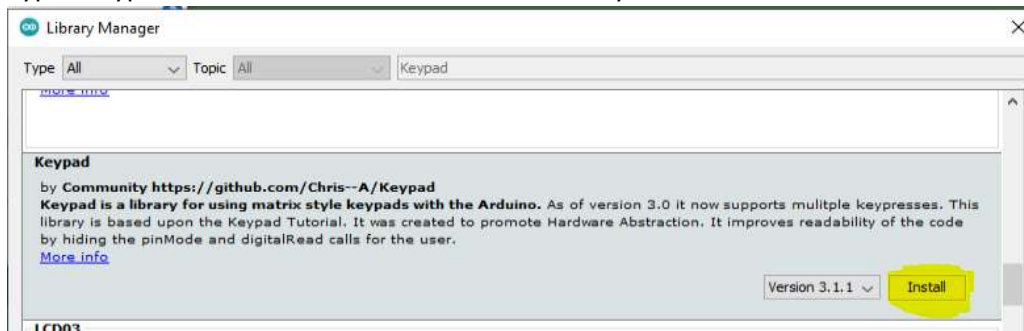 Library Manager
Type All Topic All Keypad
More info
Keypad
by Community https://github.com/Chris--A/Keypad
Keypad is a library for using matrix style keypads with the Arduino. As of version 3.0 it now supports mulitple keypresses. This
library is based upon the Keypad Tutorial. It was created to promote Hardware Abstraction. It improves readability of the code
by hiding the pinMode and digitalRead calls for the user.
More info
Version 3.1.1 Install
LCD03